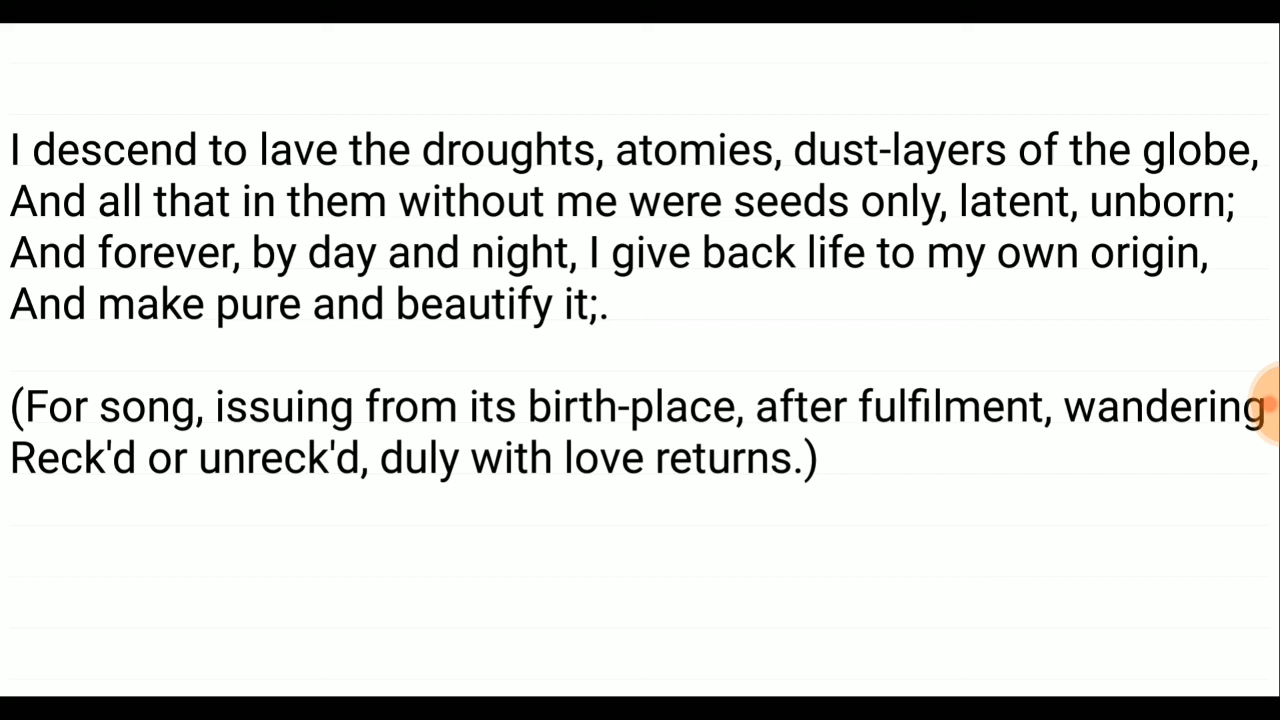 I descend to lave the droughts, atomies, dust-layers of the globe,
And all that in them without me were seeds only, latent, unborn;
And forever, by day and night, I give back life to my own origin,
And make pure and beautify it;.
(For song, issuing from its birth-place, after fulfilment, wandering
Reck'd or unreck'd, duly with love returns.)